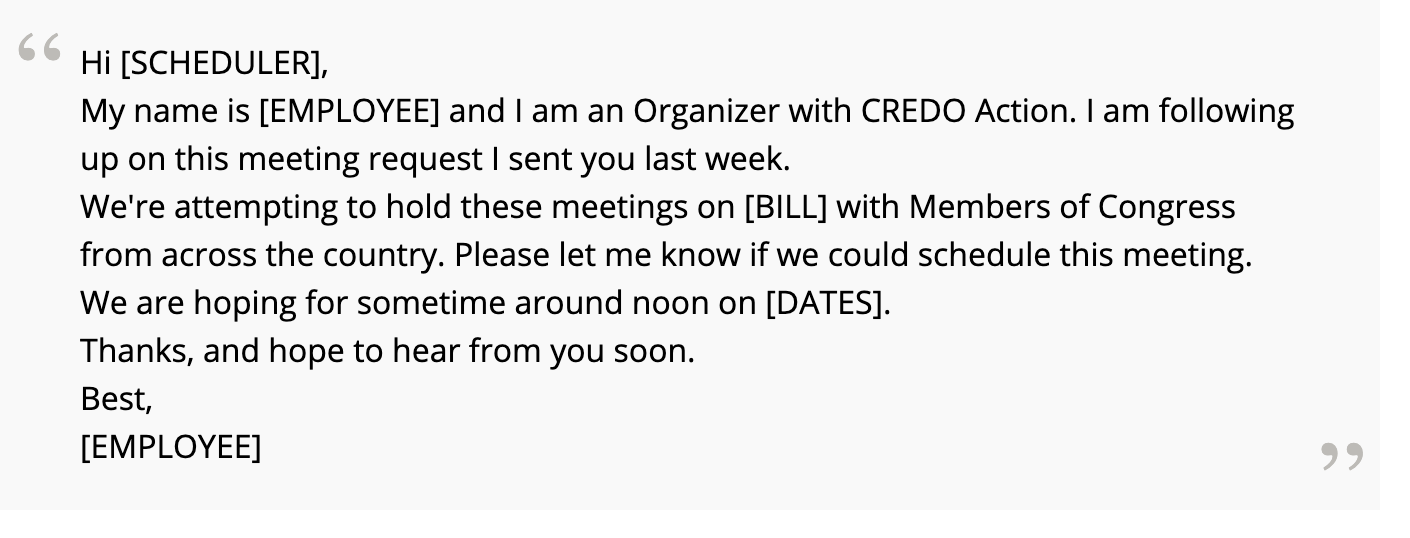 “ Hi [SCHEDULER],
My name is [EMPLOYEE] and I am an Organizer with CREDO Action. I am following
up on this meeting request I sent you last week.
We're attempting to hold these meetings on [BILL] with Members of Congress
from across the country. Please let me know if we could schedule this meeting.
We are hoping for sometime around noon on [DATES].
Thanks, and hope to hear from you soon.
Best,
[EMPLOYEE] ”